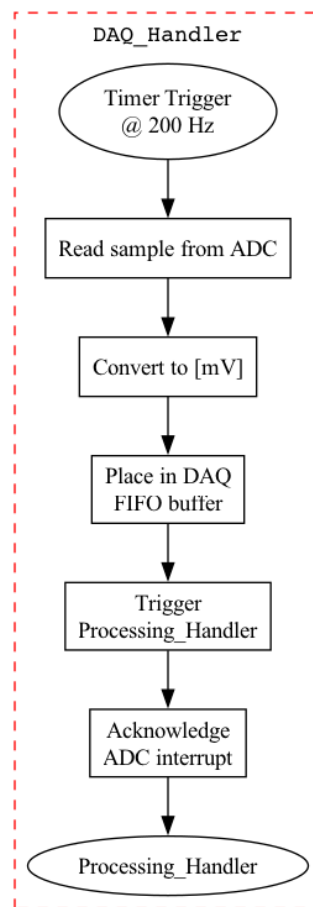 DAQ_Handler
Timer Trigger
@ 200 Hz
Read sample from ADC
Convert to [mV]
Place in DAQ
FIFO buffer
Trigger
Processing_Handler
Acknowledge
ADC interrupt
Processing_Handler